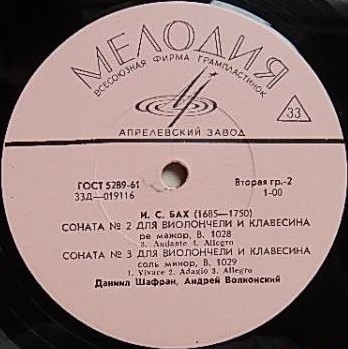 МЕЛОДИЯ
ВСЕСОЮЗНАЯ ФИРМА ГРАМПЛАСТИНОК
33
АПРЕЛЕВСКИЙ ЗАВОД
ГОСТ 5289-61
33Д—019116
Вторая гр.-2
1-00
И. С. БАХ (1685—1750)
СОНАТА № 2 ДЛЯ ВИОЛОНЧЕЛИ И КЛАВЕСИНА
ре мажор, В. 1028
3. Andante 4. Allegro
СОНАТА № 3 ДЛЯ ВИОЛОНЧЕЛИ И КЛАВЕСИНА
соль минор, В. 1029
1. Vivace 2. Adagio 3. Allegro
Даниил Шафран, Андрей Волконский